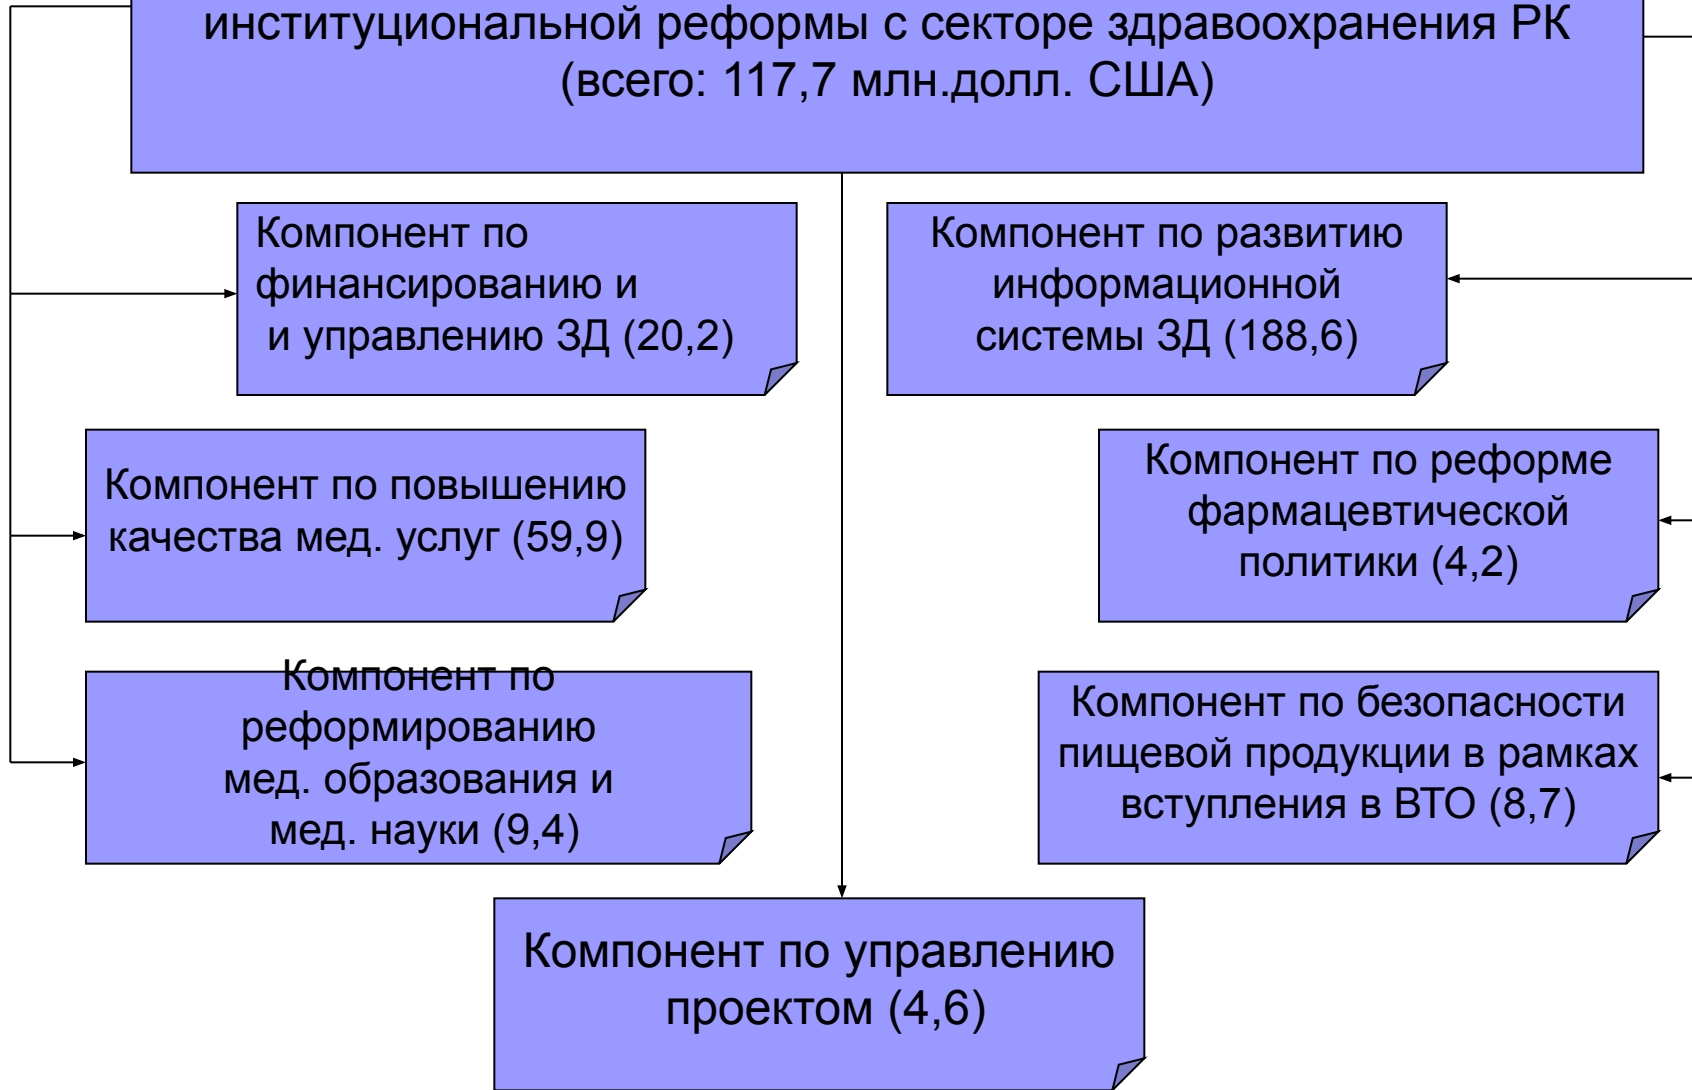 институциональной реформы с секторе здравоохранения РК
(всего: 117,7 млн.долл. США)
Компонент по
финансированию и
и управлению ЗД (20,2)
Компонент по развитию
информационной
системы ЗД (188,6)
Компонент по повышению
качества мед. услуг (59,9)
Компонент по реформе
фармацевтической
политики (4,2)
Компонент по
реформированию
мед. образования и
мед. науки (9,4)
Компонент по безопасности
пищевой продукции в рамках
вступления в ВТО (8,7)
Компонент по управлению
проектом (4,6)